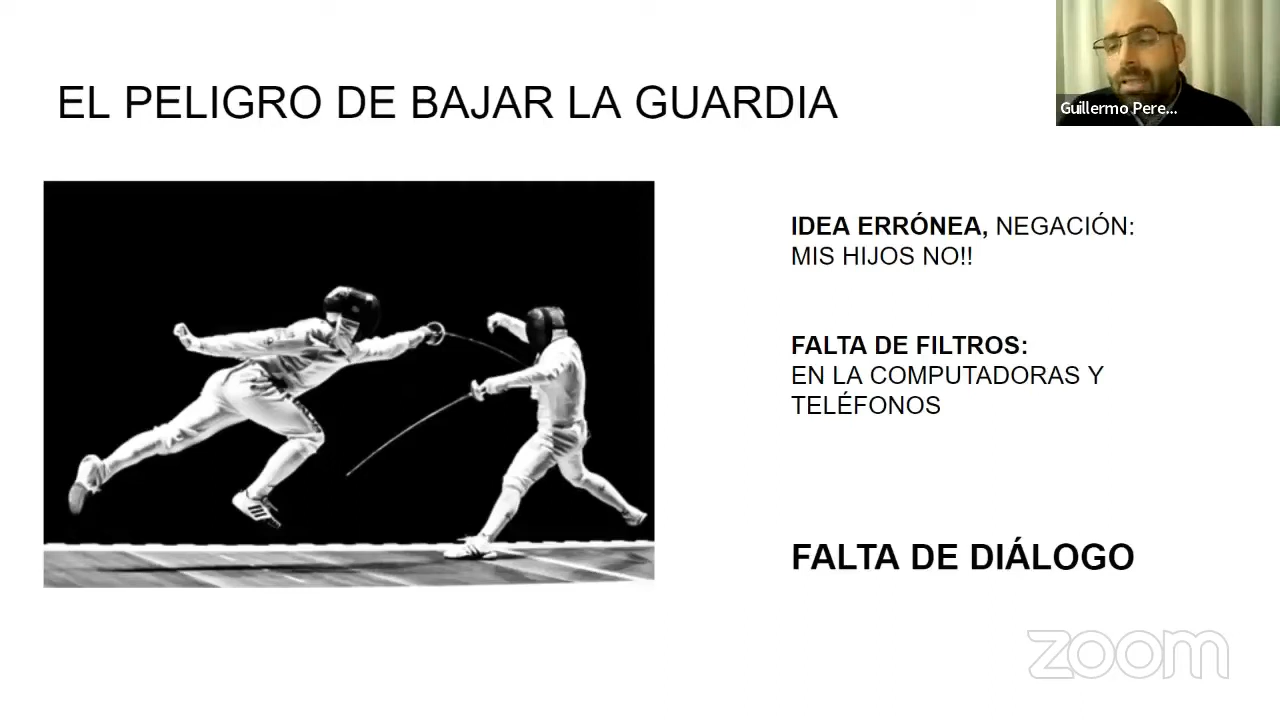 EL PELIGRO DE BAJAR LA GUARDIA
Guillermo Pere...
IDEA ERRÓNEA, NEGACIÓN:
MIS HIJOS NO!!
FALTA DE FILTROS:
EN LA COMPUTADORAS Y
TELÉFONOS
FALTA DE DIÁLOGO
zoom